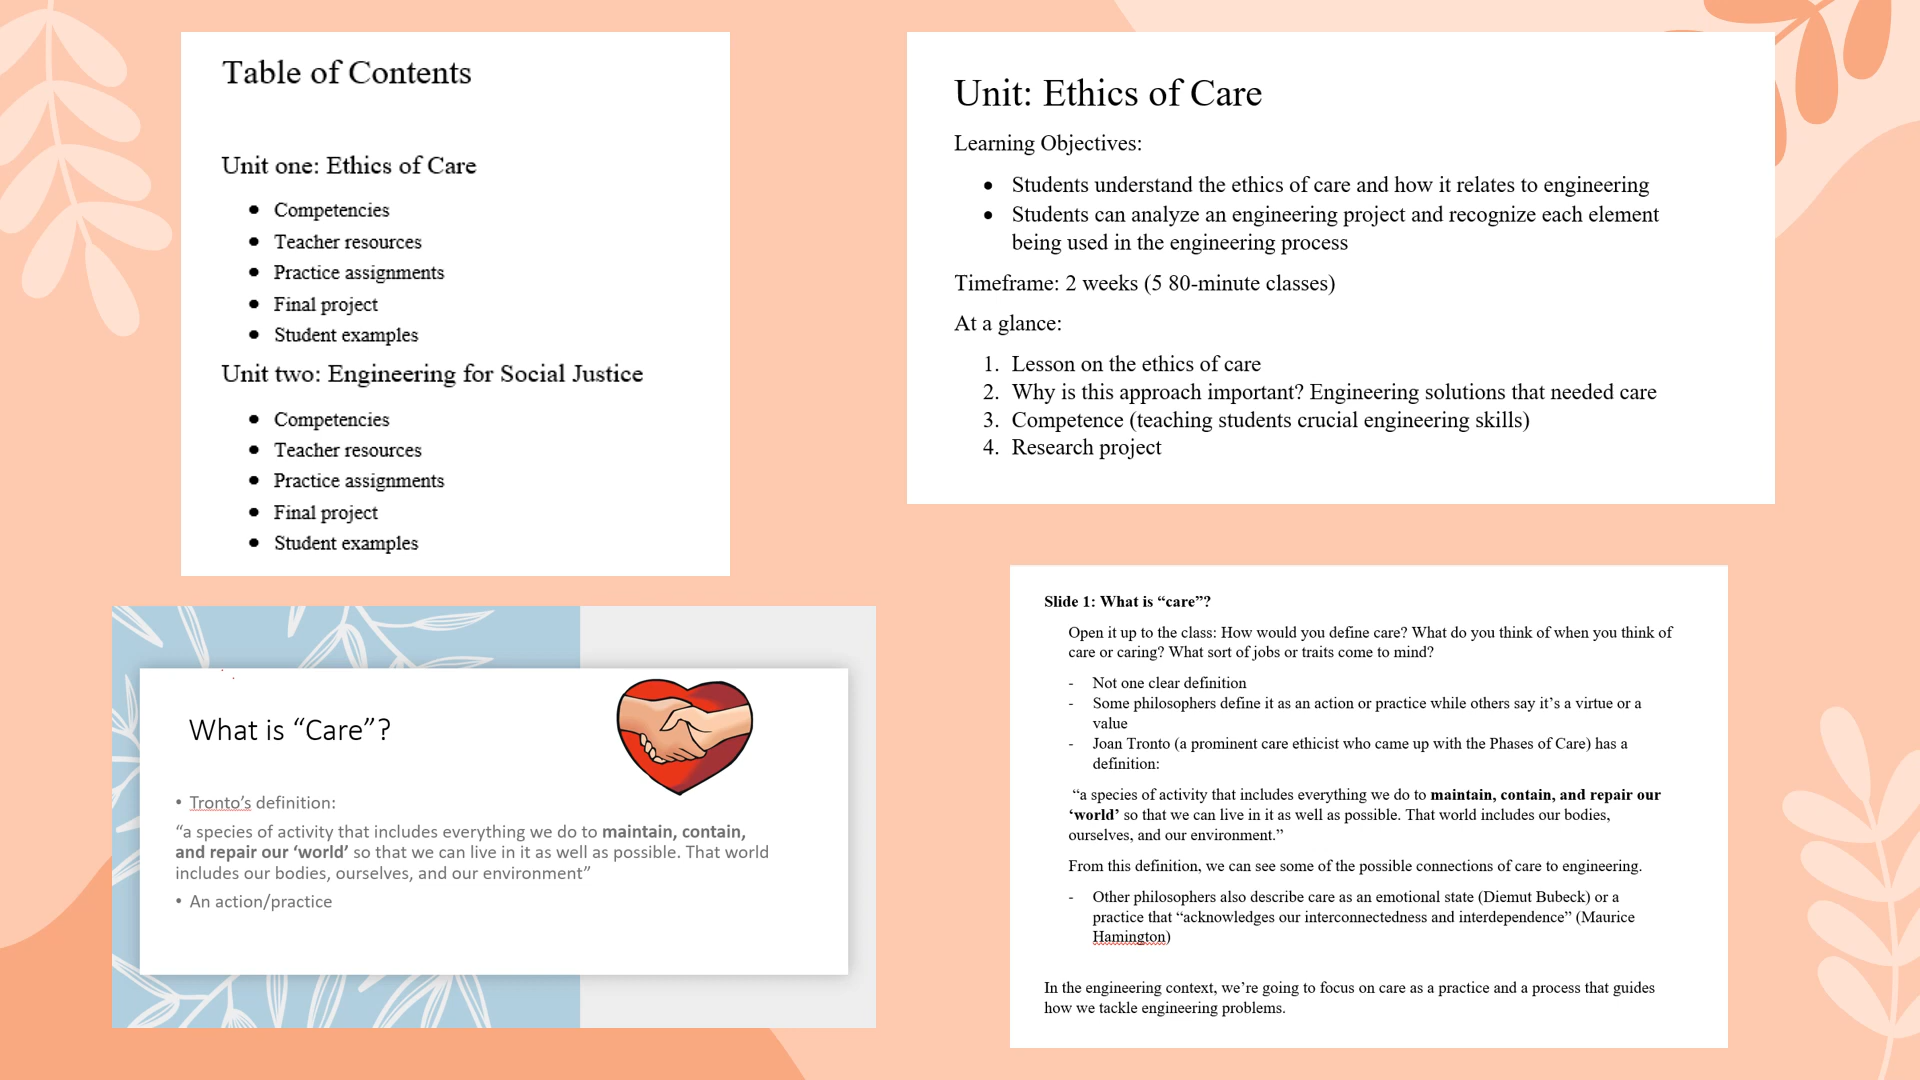 Table of Contents
Unit one: Ethics of Care
• Competencies
• Teacher resources
• Practice assignments
• Final project
• Student examples
Unit two: Engineering for Social Justice
• Competencies
• Teacher resources
• Practice assignments
• Final project
• Student examples
Unit: Ethics of Care
Learning Objectives:
• Students understand the ethics of care and how it relates to engineering
• Students can analyze an engineering project and recognize each element
being used in the engineering process
Timeframe: 2 weeks (5 80-minute classes)
At a glance:
1. Lesson on the ethics of care
2. Why is this approach important? Engineering solutions that needed care
3. Competence (teaching students crucial engineering skills)
4. Research project
What is “Care”?
• Tronto’s definition:
“a species of activity that includes everything we do to maintain, contain,
and repair our ‘world’ so that we can live in it as well as possible. That world
includes our bodies, ourselves, and our environment”
• An action/practice
Slide 1: What is “care”?
Open it up to the class: How would you define care? What do you think of when you think of
care or caring? What sort of jobs or traits come to mind?
- Not one clear definition
- Some philosophers define it as an action or practice while others say it’s a virtue or a
value
- Joan Tronto (a prominent care ethicist who came up with the Phases of Care) has a
definition:
“a species of activity that includes everything we do to maintain, contain, and repair our
‘world’ so that we can live in it as well as possible. That world includes our bodies,
ourselves, and our environment.”
From this definition, we can see some of the possible connections of care to engineering.
- Other philosophers also describe care as an emotional state (Diemut Bubeck) or a
practice that “acknowledges our interconnectedness and interdependence” (Maurice
Hamington)
In the engineering context, we’re going to focus on care as a practice and a process that guides
how we tackle engineering problems.